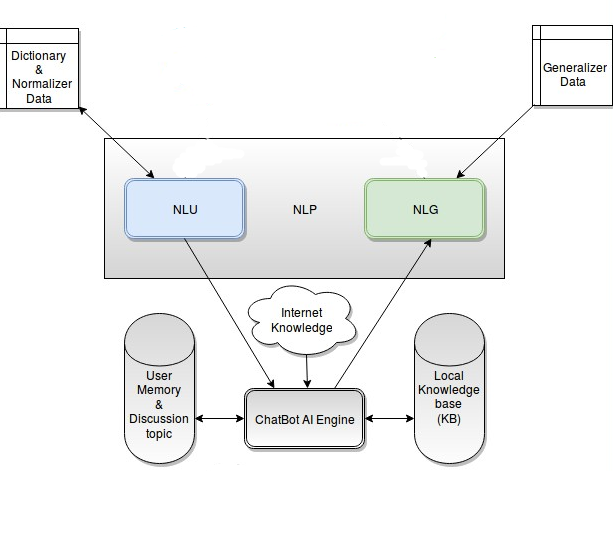 Dictionary
&
Normalizer
Data
Generalizer
Data
NLU
NLP
NLG
Internet
Knowledge
User
Memory
&
Discussion
topic
ChatBot AI Engine
Local
Knowledge
base
(KB)